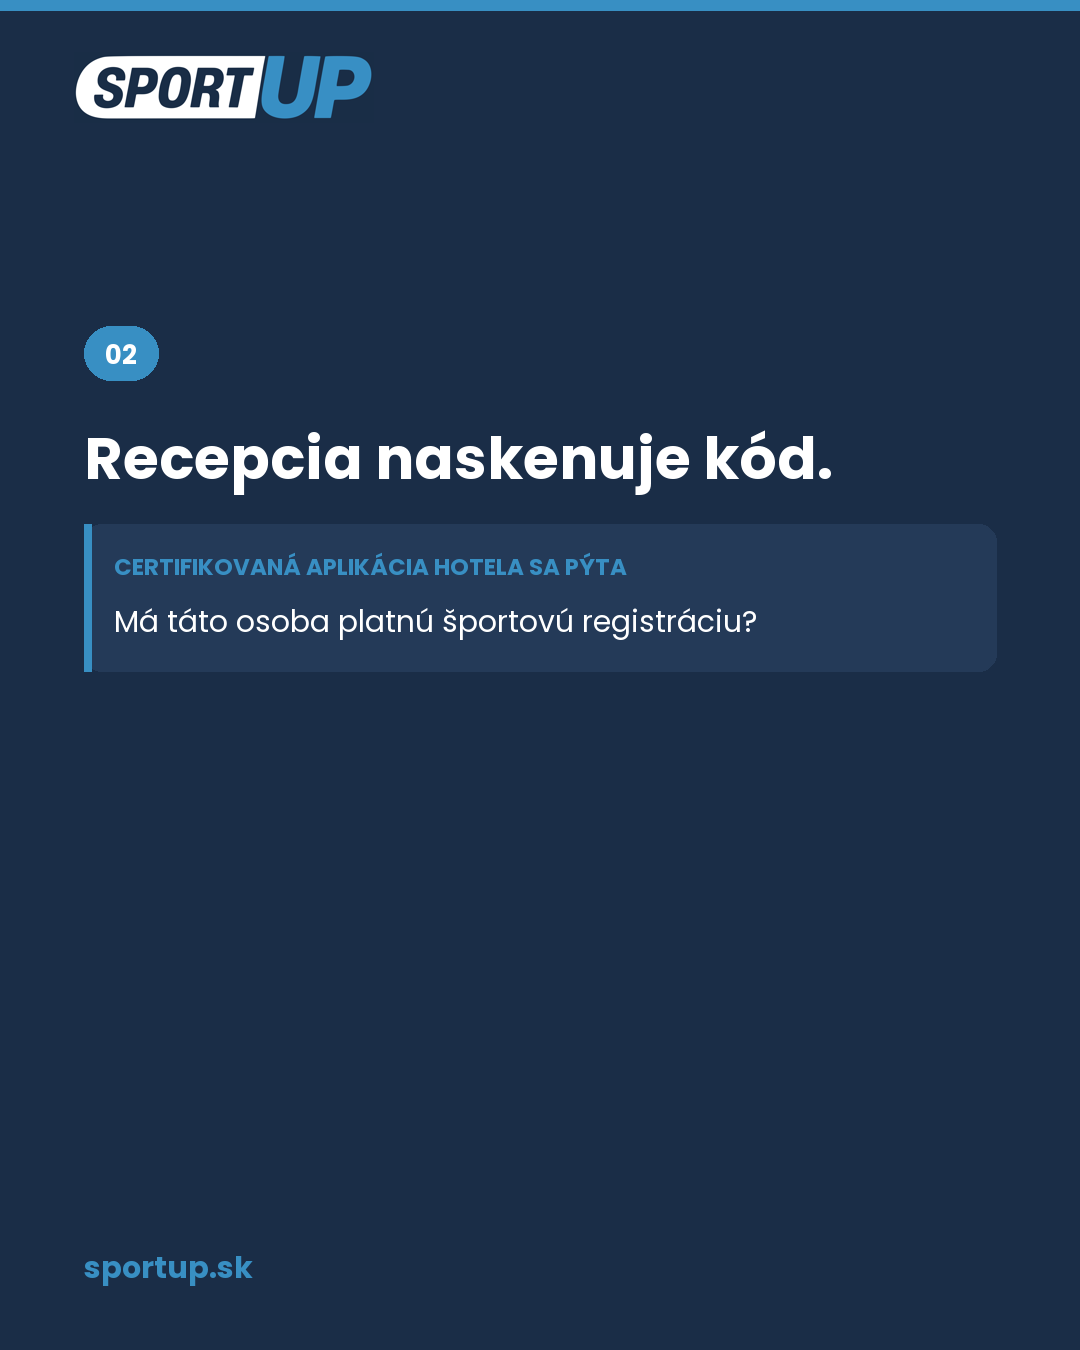 SPORTUP
02
Recepcia naskenuje kód.
CERTIFIKOVANÁ APLIKÁCIA HOTELA SA PÝTA
Má táto osoba platnú športovú registráciu?
sportup.sk